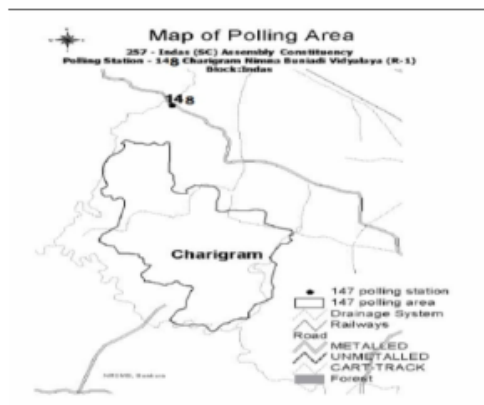 Map of Polling Area
257 - Indas (SC) Assembly Constituency
Polling Station - 148 Charigram Nimna Buniadi Vidyalaya (R-1)
Block:Indas
148
Charigram
147 polling station
147 polling area
Drainage System
Railways
Road
METALLED
UNMETALLED
CART-TRACK
Forest